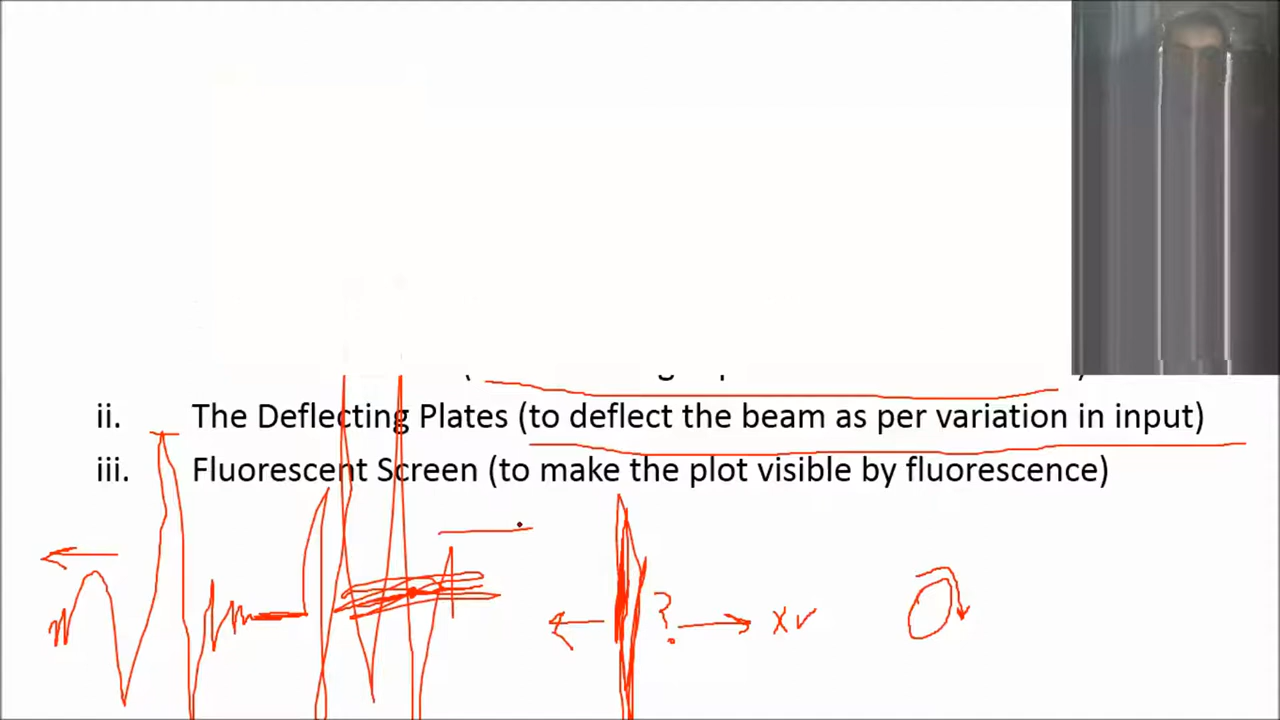 ii. The Deflecting Plates (to deflect the beam as per variation in input)
iii. Fluorescent Screen (to make the plot visible by fluorescence)
?